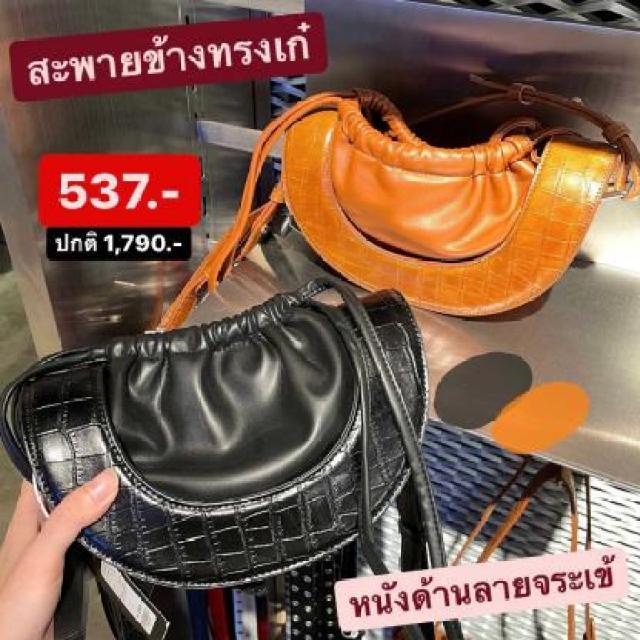 สะพายข้างทรงเก๋
537.-
ปกติ 1,790.-
หนังด้านลายจระเข้